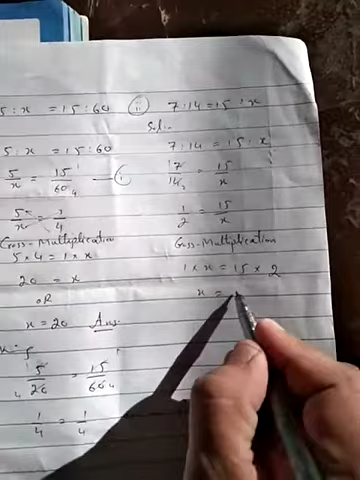 5 : x = 15 : 60
5 : x = 15 : 60
5/x = 15/60 — (i
5/x = 1/4
Cross-Multiplication
5 x 4 = 1 x x
20 = x
OR
x = 20 Ans:
5/20 = 15/60
1/4 = 1/4
(ii) 7:14 = 15 : x
Sol:-
7:14 = 15 : x
7/14 = 15/x
1/2 = 15/x
Cross-Multiplication
1 x x = 15 x 2
x =